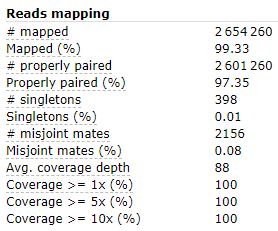 Reads mapping
# mapped 2 654 260
Mapped (%) 99.33
# properly paired 2 601 260
Properly paired (%) 97.35
# singletons 398
Singletons (%) 0.01
# misjoint mates 2156
Misjoint mates (%) 0.08
Avg. coverage depth 88
Coverage >= 1x (%) 100
Coverage >= 5x (%) 100
Coverage >= 10x (%) 100